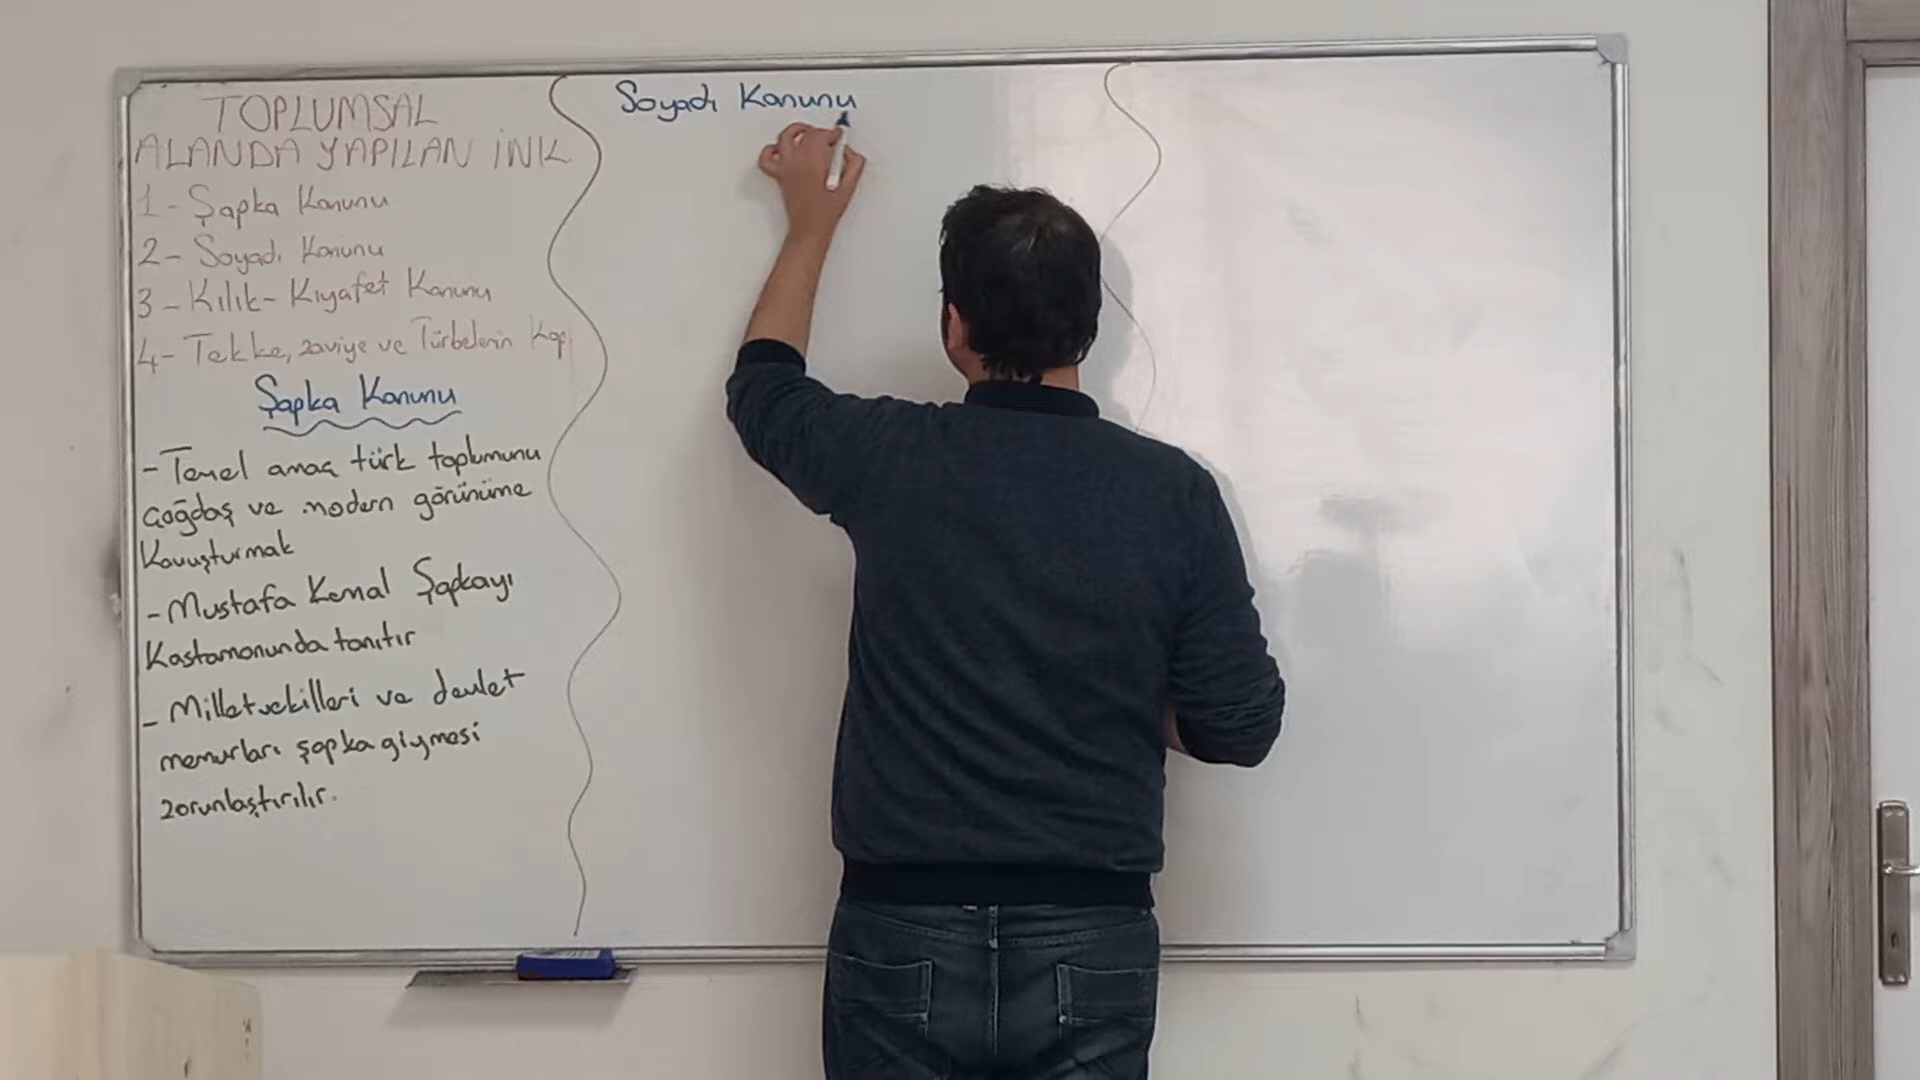 TOPLUMSAL
ALANDA YAPILAN İNK
1- Şapka Kanunu
2- Soyadı Kanunu
3- Kılık-Kıyafet Kanunu
4- Tekke, zaviye ve Türbelerin Kap
Şapka Kanunu
- Temel amaç türk toplumunu
çağdaş ve modern görünüme
Kavuşturmak
- Mustafa Kemal Şapkayı
Kastamonunda tanıtır
- Milletvekilleri ve devlet
memurları şapka giymesi
zorunlaştırılır.
Soyadı Kanunu